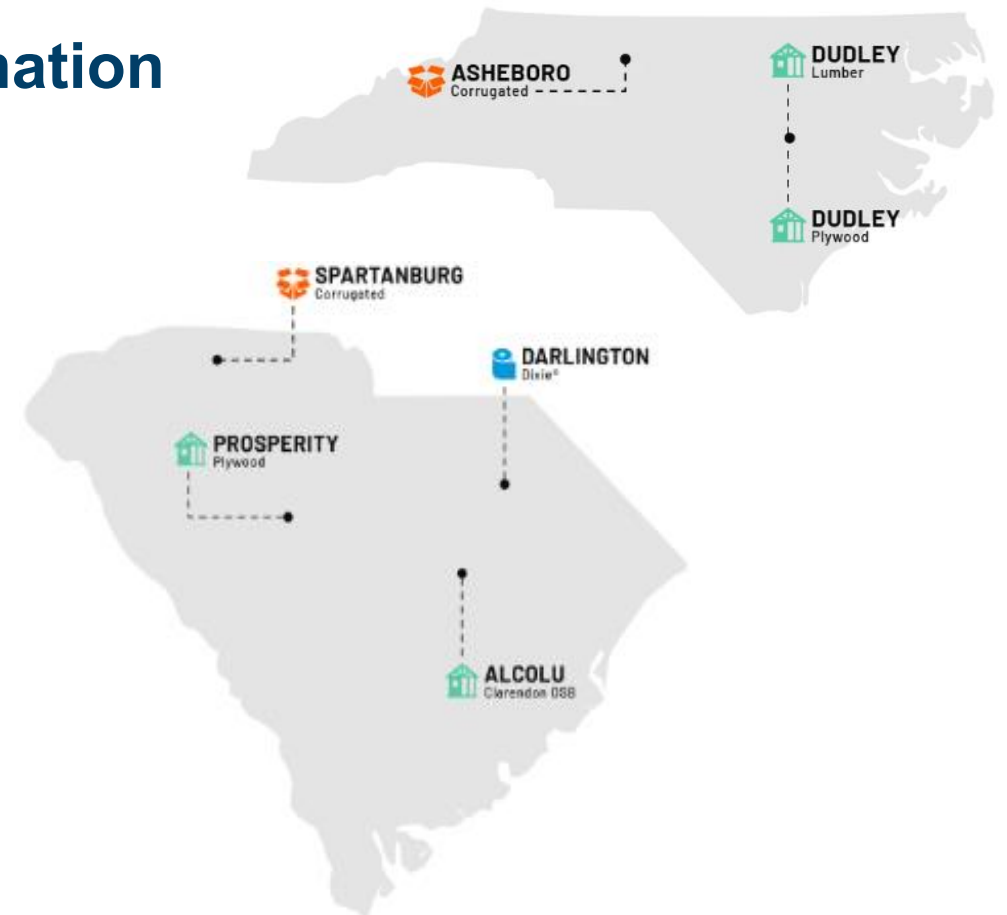 nation
ASHEBORO
Corrugated
DUDLEY
Lumber
DUDLEY
Plywood
SPARTANBURG
Corrugated
DARLINGTON
Dixie®
PROSPERITY
Plywood
ALCOLU
Clarendon OSB